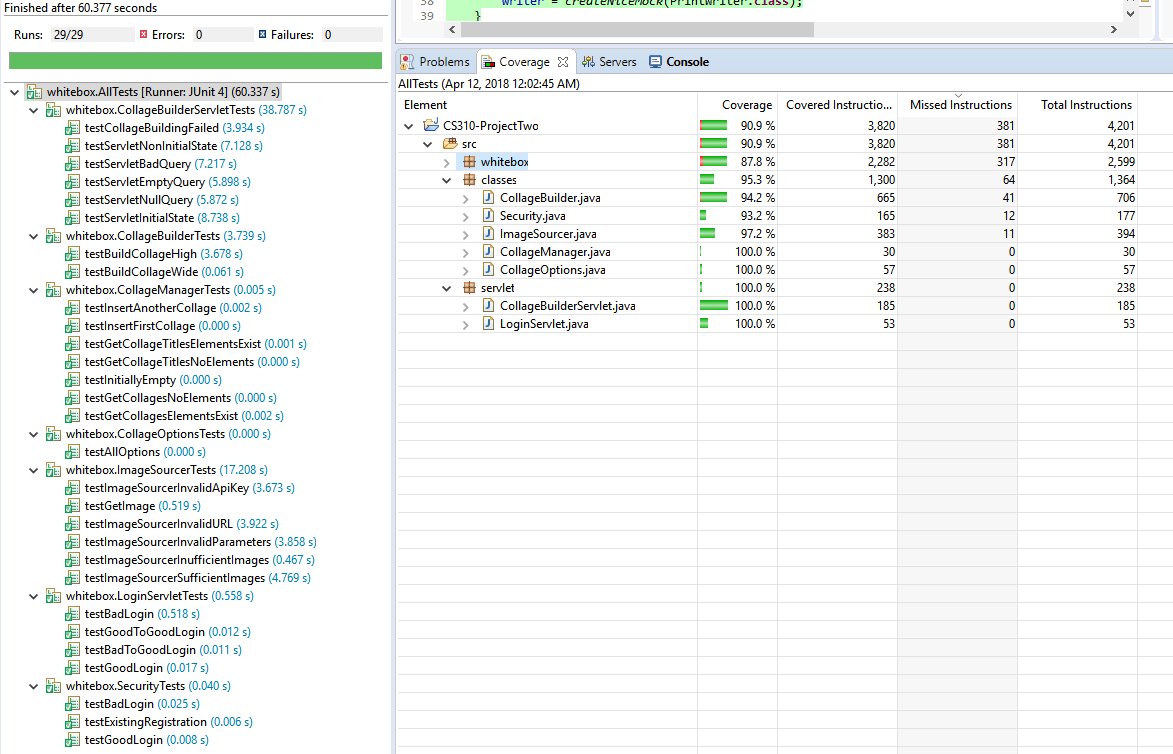 Finished after 60.377 seconds
Runs: 29/29 Errors: 0 Failures: 0
whitebox.AllTests [Runner: JUnit 4] (60.337 s)
whitebox.CollageBuilderServletTests (38.787 s)
testCollageBuildingFailed (3.934 s)
testServletNonInitialState (7.128 s)
testServletBadQuery (7.217 s)
testServletEmptyQuery (5.898 s)
testServletNullQuery (5.872 s)
testServletInitialState (8.738 s)
whitebox.CollageBuilderTests (3.739 s)
testBuildCollageHigh (3.678 s)
testBuildCollageWide (0.061 s)
whitebox.CollageManagerTests (0.005 s)
testInsertAnotherCollage (0.002 s)
testInsertFirstCollage (0.000 s)
testGetCollageTitlesElementsExist (0.001 s)
testGetCollageTitlesNoElements (0.000 s)
testInitiallyEmpty (0.000 s)
testGetCollagesNoElements (0.000 s)
testGetCollagesElementsExist (0.002 s)
whitebox.CollageOptionsTests (0.000 s)
testAllOptions (0.000 s)
whitebox.ImageSourcerTests (17.208 s)
testImageSourcerInvalidApiKey (3.673 s)
testGetImage (0.519 s)
testImageSourcerInvalidURL (3.922 s)
testImageSourcerInvalidParameters (3.858 s)
testImageSourcerInufficientImages (0.467 s)
testImageSourcerSufficientImages (4.769 s)
whitebox.LoginServletTests (0.558 s)
testBadLogin (0.518 s)
testGoodToGoodLogin (0.012 s)
testBadToGoodLogin (0.011 s)
testGoodLogin (0.017 s)
whitebox.SecurityTests (0.040 s)
testBadLogin (0.025 s)
testExistingRegistration (0.006 s)
testGoodLogin (0.008 s)
38 writer = createNiceMock(PrintWriter.class);
39 }
Problems Coverage Servers Console
AllTests (Apr 12, 2018 12:02:45 AM)
Element Coverage Covered Instructio... Missed Instructions Total Instructions
CS310-ProjectTwo 90.9 % 3,820 381 4,201
src 90.9 % 3,820 381 4,201
whitebox 87.8 % 2,282 317 2,599
classes 95.3 % 1,300 64 1,364
CollageBuilder.java 94.2 % 665 41 706
Security.java 93.2 % 165 12 177
ImageSourcer.java 97.2 % 383 11 394
CollageManager.java 100.0 % 30 0 30
CollageOptions.java 100.0 % 57 0 57
servlet 100.0 % 238 0 238
CollageBuilderServlet.java 100.0 % 185 0 185
LoginServlet.java 100.0 % 53 0 53